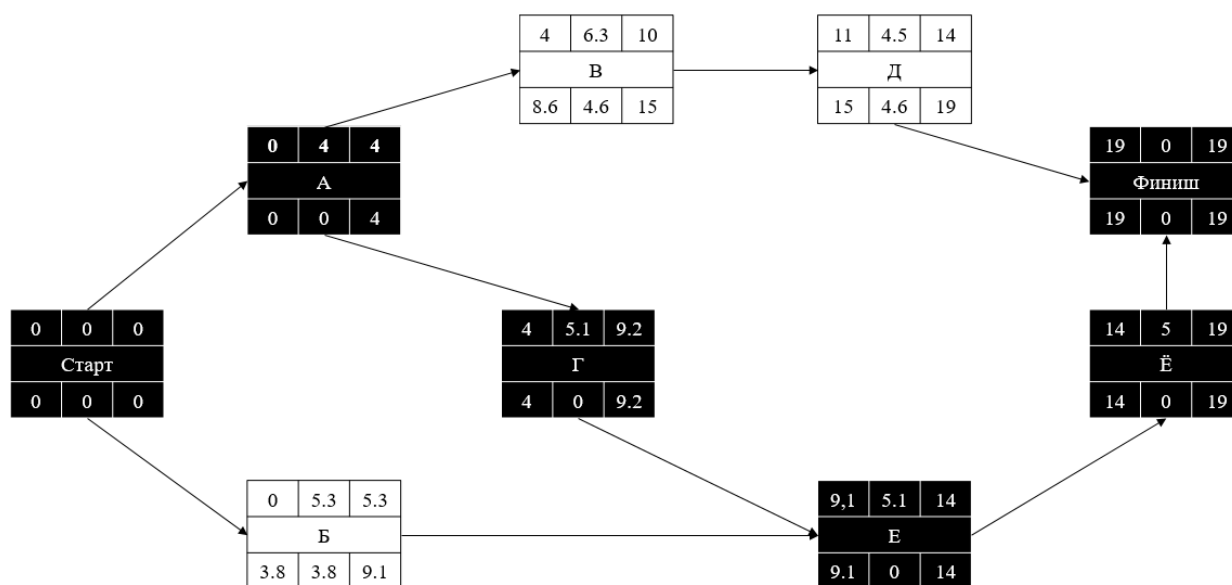 4 6.3 10
В
8.6 4.6 15
11 4.5 14
Д
15 4.6 19
0 4 4
А
0 0 4
19 0 19
Финиш
19 0 19
0 0 0
Старт
0 0 0
4 5.1 9.2
Г
4 0 9.2
14 5 19
Ё
14 0 19
0 5.3 5.3
Б
3.8 3.8 9.1
9,1 5.1 14
Е
9.1 0 14